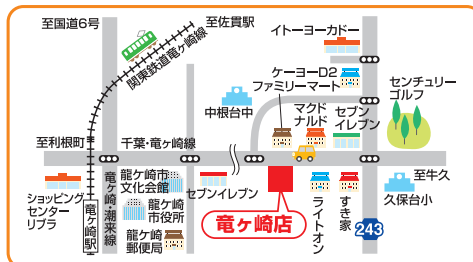 至国道6号
至佐貫駅
関東鉄道竜ヶ崎線
イトーヨーカドー
ケーヨーD2
ファミリーマート
センチュリー
ゴルフ
中根台中
マクド
ナルド
セブン
イレブン
至利根町
千葉・竜ヶ崎線
至牛久
ショッピング
センター
リブラ
竜ヶ崎駅
竜ヶ崎・潮来線
龍ケ崎市
文化会館
龍ケ崎
市役所
龍ケ崎
郵便局
セブンイレブン
竜ヶ崎店
ライトオン
すき家
久保台小
243